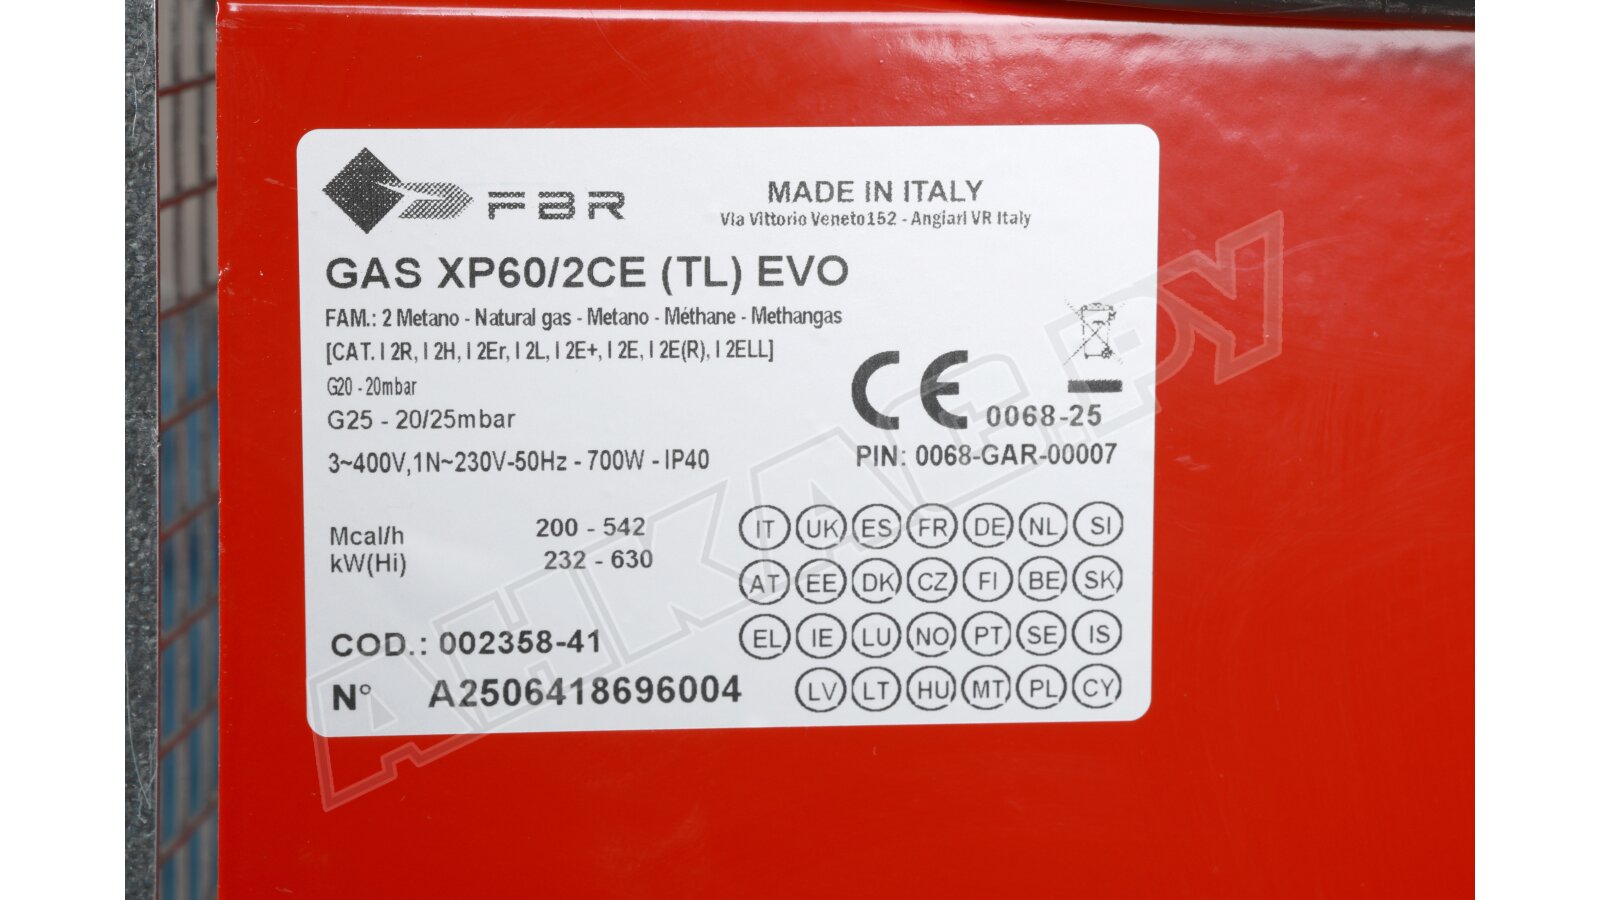 FBR
MADE IN ITALY
Via Vittorio Veneto152 - Angiari VR Italy
GAS XP60/2CE (TL) EVO
FAM.: 2 Metano - Natural gas - Metano - Méthane - Methangas
[CAT. I 2R, I 2H, I 2Er, I 2L, I 2E+, I 2E, I 2E(R), I 2ELL]
G20 - 20mbar
G25 - 20/25mbar
CE 0068-25
3~400V,1N~230V-50Hz - 700W - IP40
PIN: 0068-GAR-00007
Mcal/h 200 - 542
kW(Hi) 232 - 630
IT UK ES FR DE NL SI
AT EE DK CZ FI BE SK
EL IE LU NO PT SE IS
LV LT HU MT PL CY
COD.: 002358-41
N° A2506418696004
АНКАС.РУ